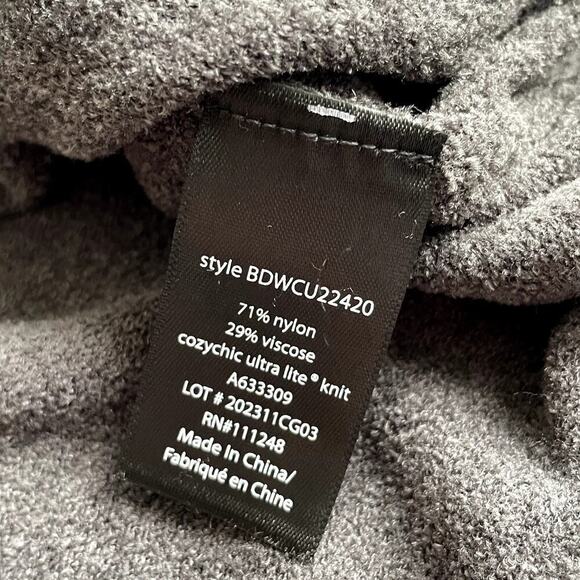 style BDWCU22420
71% nylon
29% viscose
cozychic ultra lite® knit
A633309
LOT # 202311CG03
RN#111248
Made In China/
Fabriqué en Chine